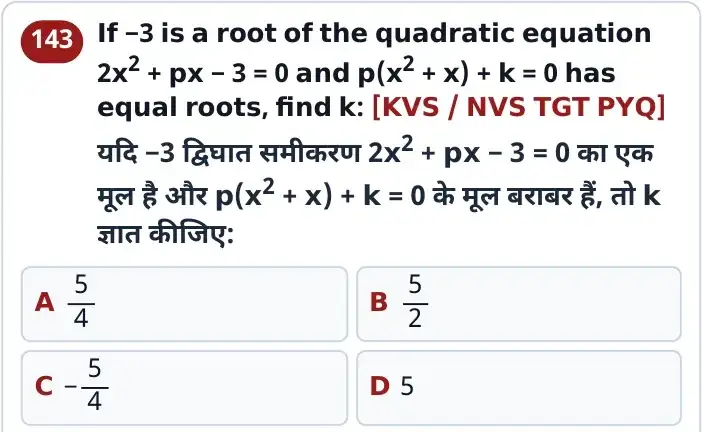 143 If –3 is a root of the quadratic equation
2x² + px – 3 = 0 and p(x² + x) + k = 0 has
equal roots, find k: [KVS / NVS TGT PYQ]
यदि –3 द्विघात समीकरण 2x² + px – 3 = 0 का एक
मूल है और p(x² + x) + k = 0 के मूल बराबर हैं, तो k
ज्ञात कीजिए:
A 5/4
B 5/2
C –5/4
D 5